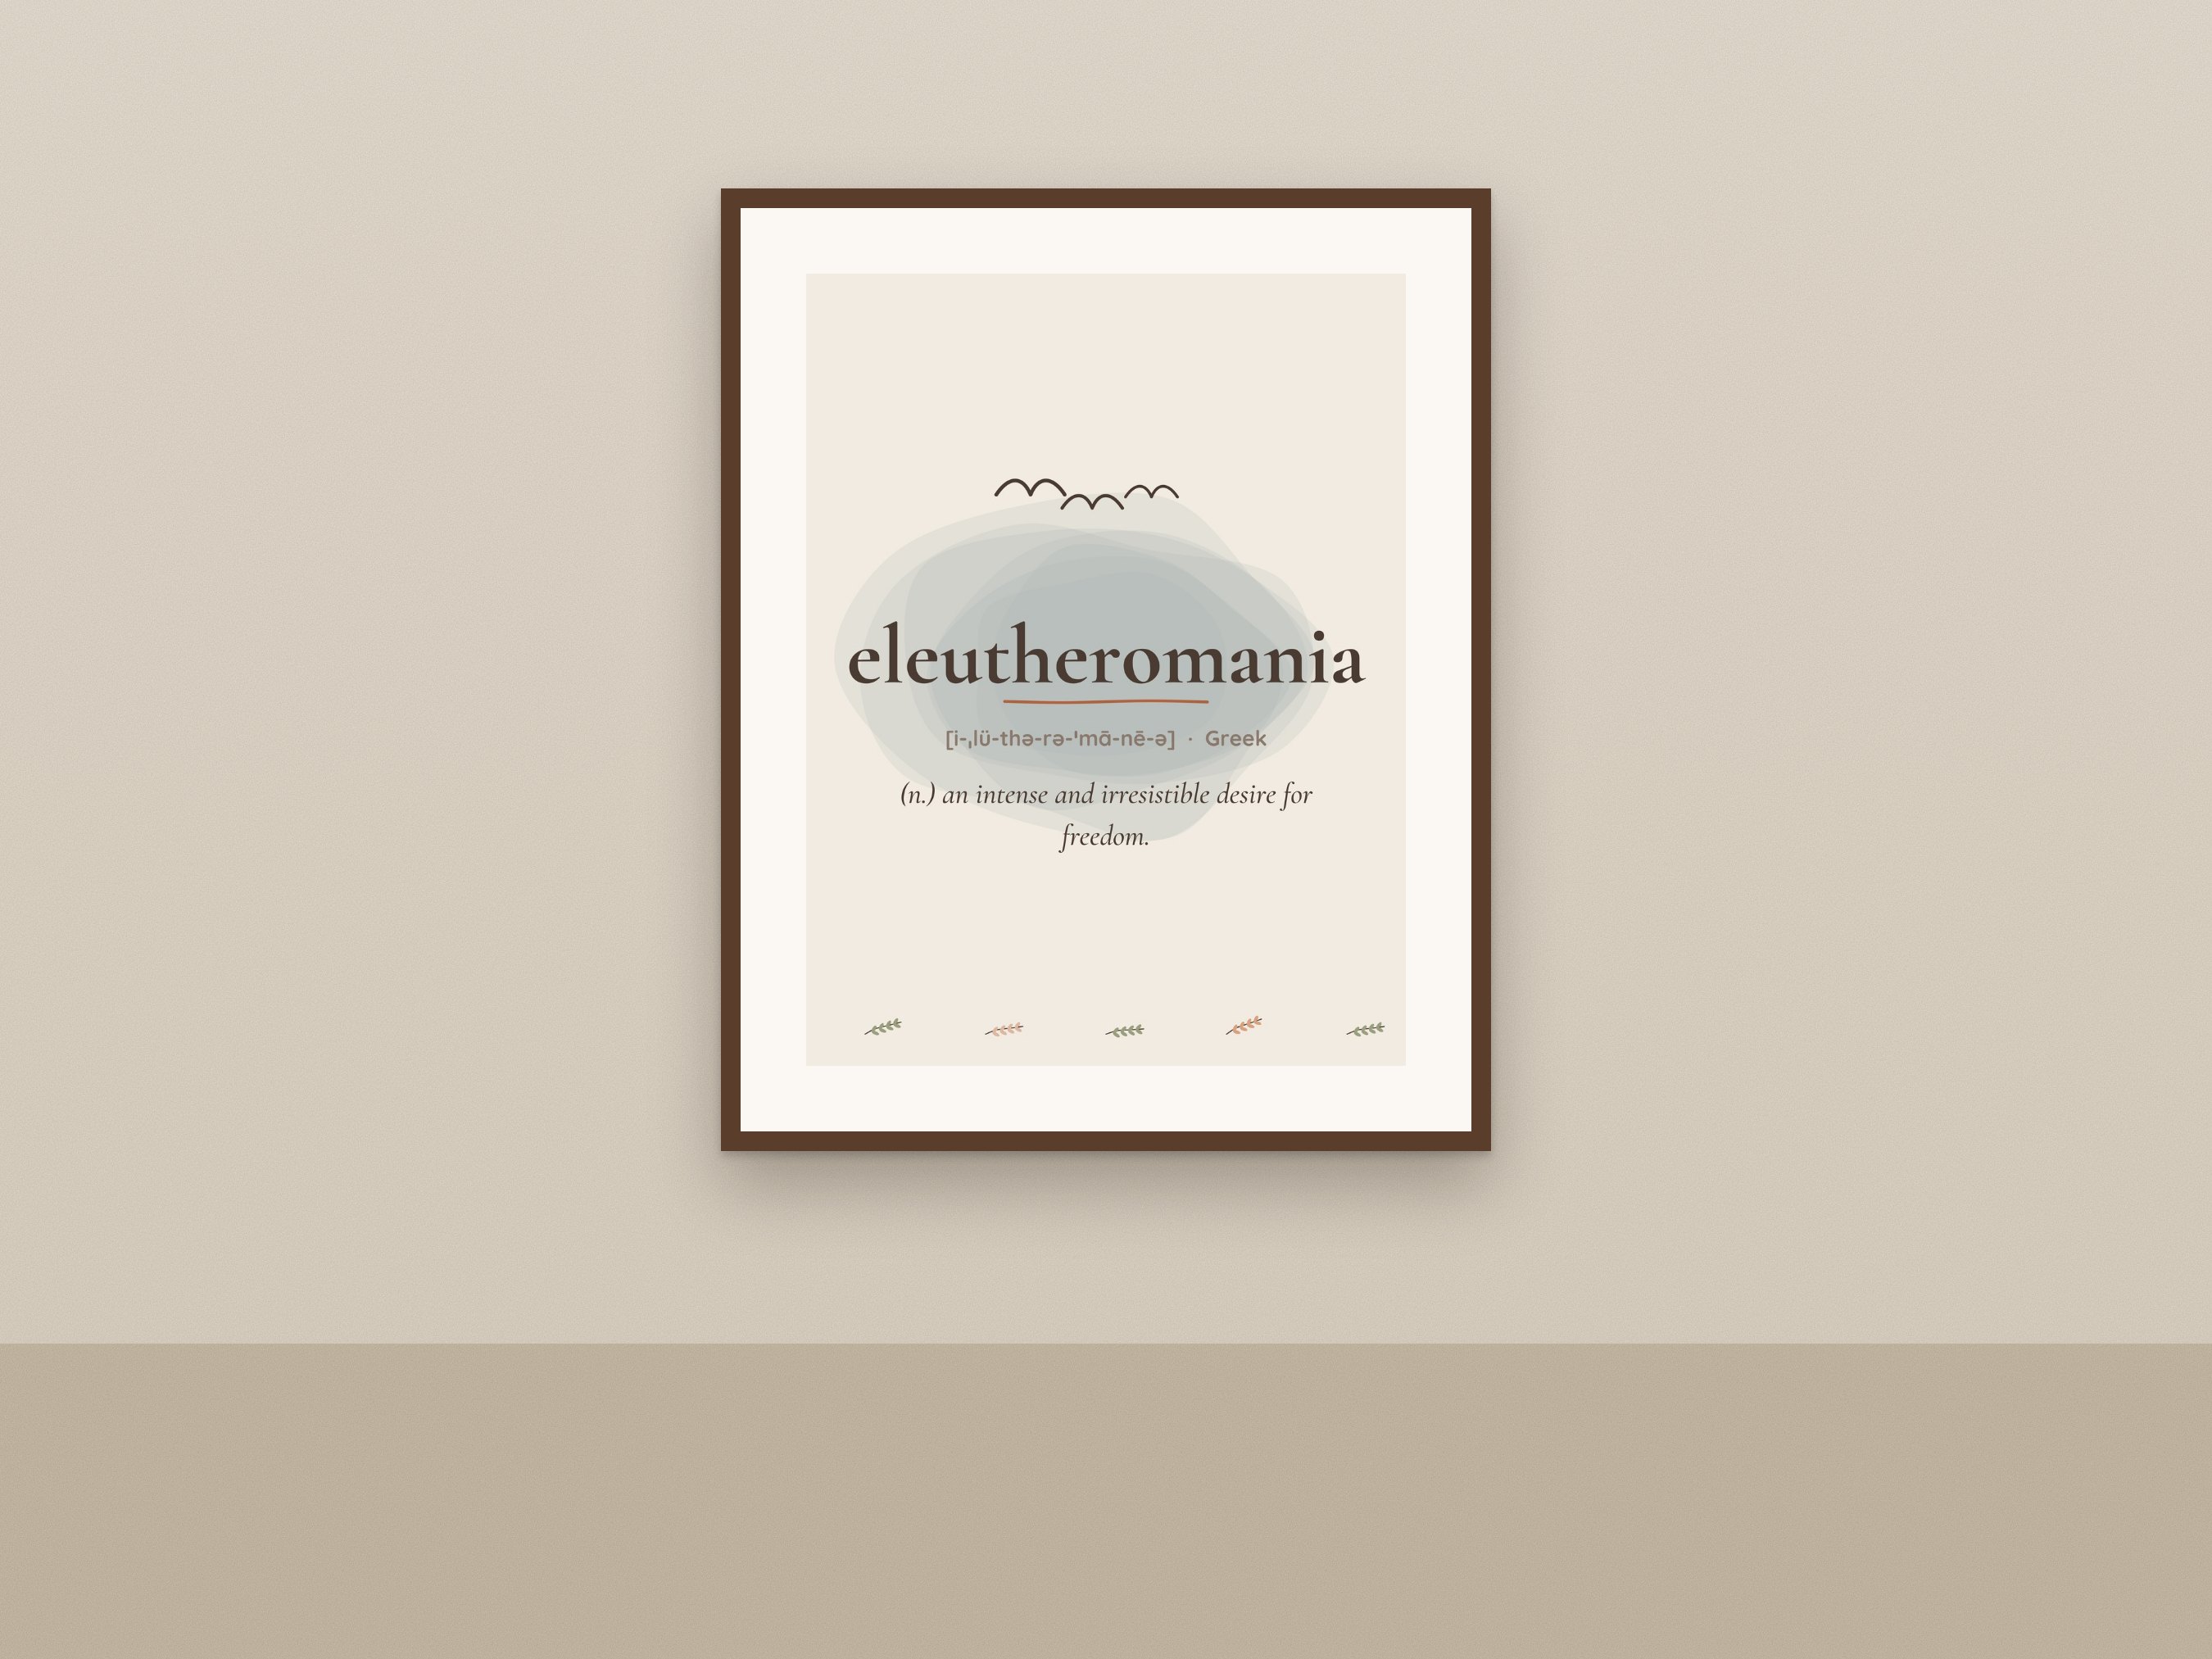 eleutheromania
[i-ˌlü-thə-rə-ˈmā-nē-ə] · Greek
(n.) an intense and irresistible desire for
freedom.